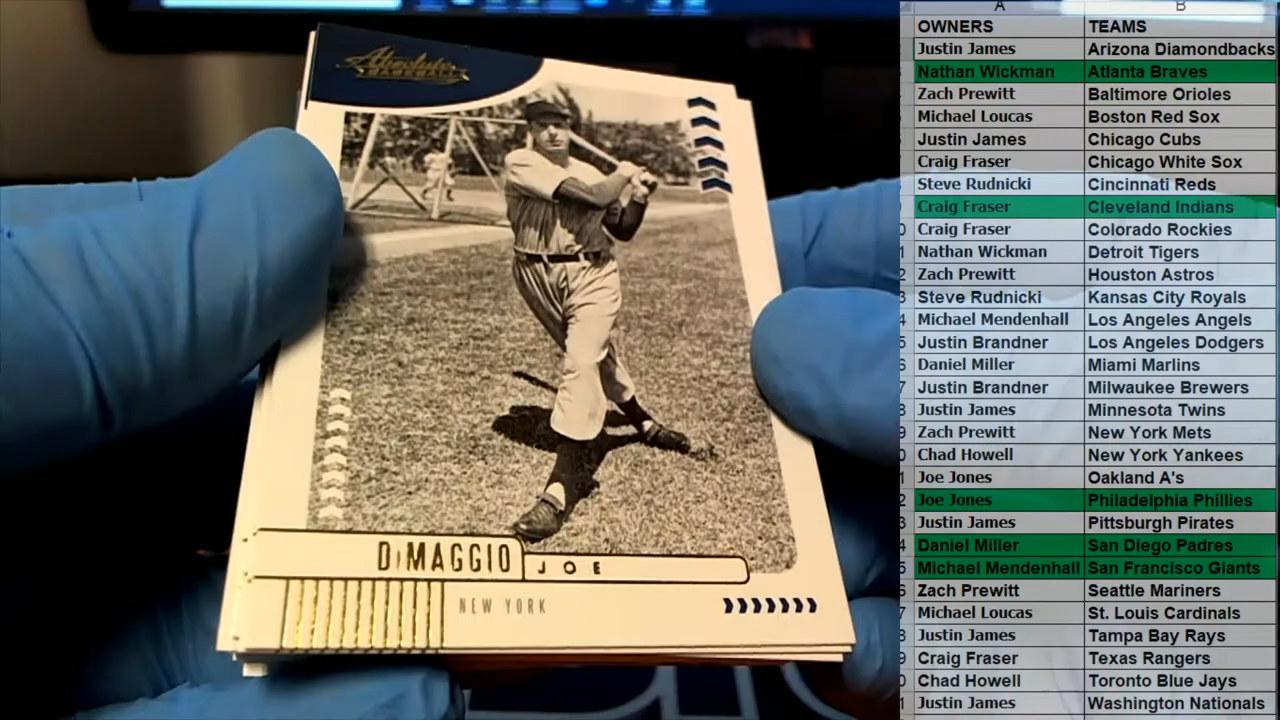 Absolute
BASEBALL
DiMAGGIO JOE
NEW YORK
A B
OWNERS TEAMS
Justin James Arizona Diamondbacks
Nathan Wickman Atlanta Braves
Zach Prewitt Baltimore Orioles
Michael Loucas Boston Red Sox
Justin James Chicago Cubs
Craig Fraser Chicago White Sox
Steve Rudnicki Cincinnati Reds
Craig Fraser Cleveland Indians
Craig Fraser Colorado Rockies
Nathan Wickman Detroit Tigers
Zach Prewitt Houston Astros
Steve Rudnicki Kansas City Royals
Michael Mendenhall Los Angeles Angels
Justin Brandner Los Angeles Dodgers
Daniel Miller Miami Marlins
Justin Brandner Milwaukee Brewers
Justin James Minnesota Twins
Zach Prewitt New York Mets
Chad Howell New York Yankees
Joe Jones Oakland A's
Joe Jones Philadelphia Phillies
Justin James Pittsburgh Pirates
Daniel Miller San Diego Padres
Michael Mendenhall San Francisco Giants
Zach Prewitt Seattle Mariners
Michael Loucas St. Louis Cardinals
Justin James Tampa Bay Rays
Craig Fraser Texas Rangers
Chad Howell Toronto Blue Jays
Justin James Washington Nationals